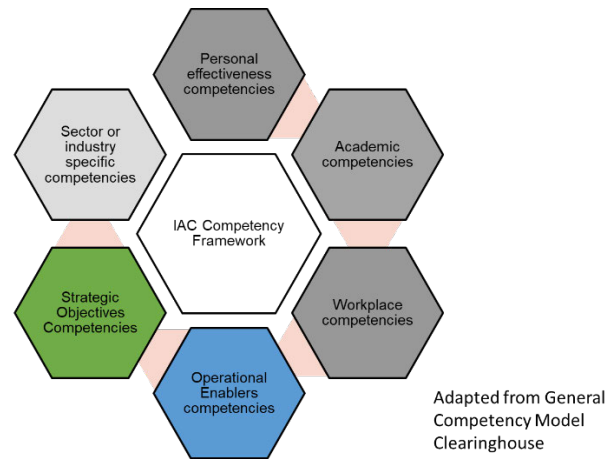 Personal
effectiveness
competencies
Sector or
industry
specific
competencies
Academic
competencies
IAC Competency
Framework
Strategic
Objectives
Competencies
Workplace
competencies
Operational
Enablers
competencies
Adapted from General
Competency Model
Clearinghouse